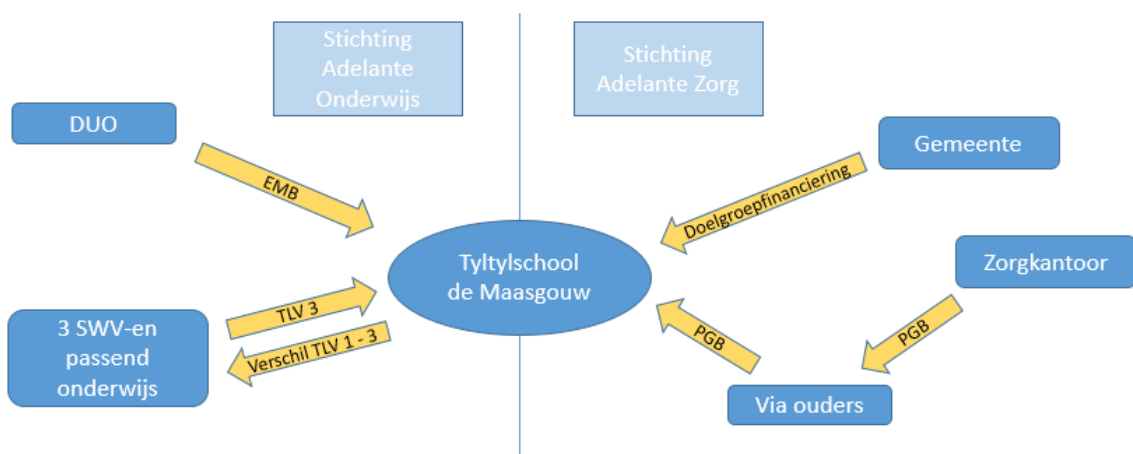 Stichting
Adelante
Onderwijs
Stichting
Adelante Zorg
DUO
Gemeente
EMB
Doelgroepfinanciering
Tyltylschool
de Maasgouw
Zorgkantoor
3 SWV-en
passend
onderwijs
TLV 3
Verschil TLV 1 - 3
PGB
PGB
Via ouders